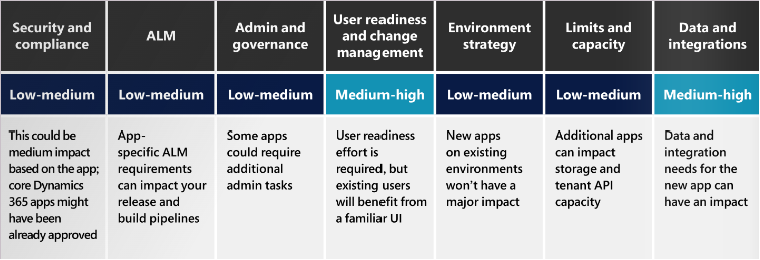 Security and
compliance
ALM
Admin and
governance
User readiness
and change
management
Environment
strategy
Limits and
capacity
Data and
integrations
Low-medium
Low-medium
Low-medium
Medium-high
Low-medium
Low-medium
Medium-high
This could be
medium impact
based on the app;
core Dynamics
365 apps might
have been
already approved
App-
specific ALM
requirements
can impact your
release and
build pipelines
Some apps
could require
additional
admin tasks
User readiness
effort is
required, but
existing users
will benefit from
a familiar UI
New apps
on existing
environments
won't have a
major impact
Additional apps
can impact
storage and
tenant API
capacity
Data and
integration
needs for the
new app can
have an impact